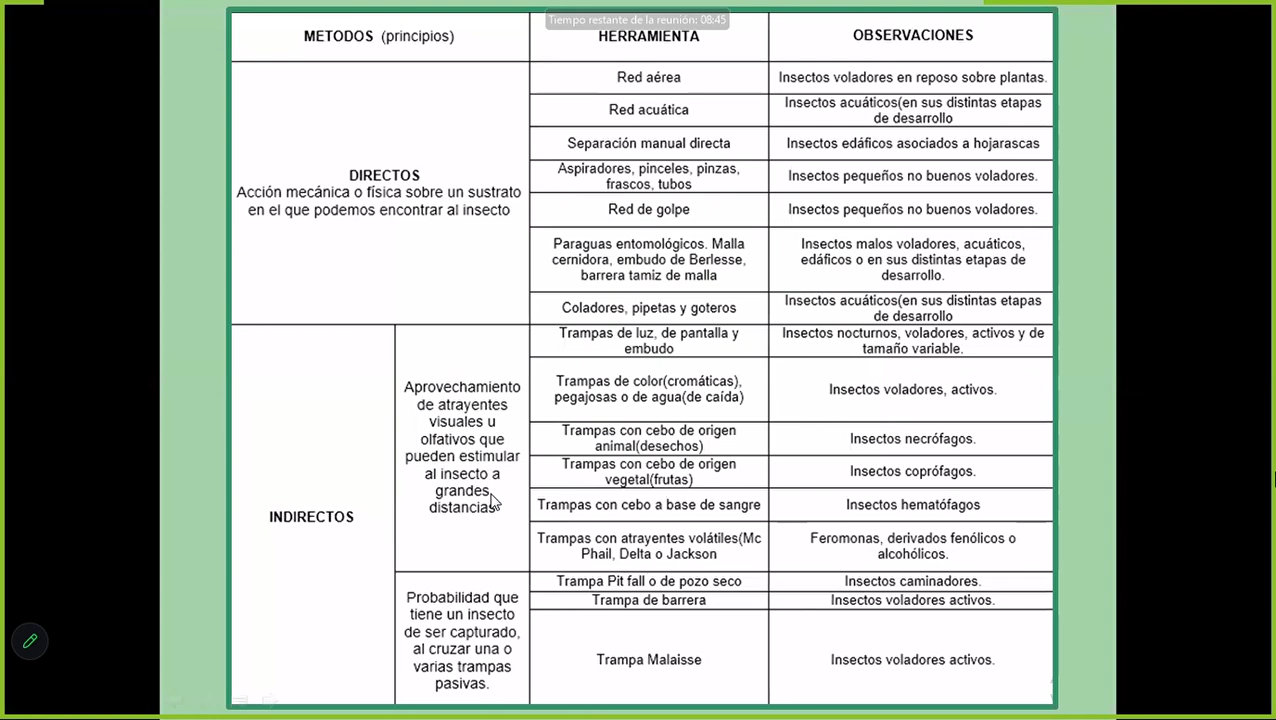 Tiempo restante de la reunión: 08:45
METODOS (principios)
HERRAMIENTA
OBSERVACIONES
DIRECTOS
Acción mecánica o física sobre un sustrato
en el que podemos encontrar al insecto
Red aérea
Insectos voladores en reposo sobre plantas.
Red acuática
Insectos acuáticos(en sus distintas etapas
de desarrollo
Separación manual directa
Insectos edáficos asociados a hojarascas
Aspiradores, pinceles, pinzas,
frascos, tubos
Insectos pequeños no buenos voladores.
Red de golpe
Insectos pequeños no buenos voladores.
Paraguas entomológicos. Malla
cernidora, embudo de Berlesse,
barrera tamiz de malla
Insectos malos voladores, acuáticos,
edáficos o en sus distintas etapas de
desarrollo.
Coladores, pipetas y goteros
Insectos acuáticos(en sus distintas etapas
de desarrollo
INDIRECTOS
Aprovechamiento
de atrayentes
visuales u
olfativos que
pueden estimular
al insecto a
grandes
distancias
Trampas de luz, de pantalla y
embudo
Insectos nocturnos, voladores, activos y de
tamaño variable.
Trampas de color(cromáticas),
pegajosas o de agua(de caída)
Insectos voladores, activos.
Trampas con cebo de origen
animal(desechos)
Insectos necrófagos.
Trampas con cebo de origen
vegetal(frutas)
Insectos coprófagos.
Trampas con cebo a base de sangre
Insectos hematófagos
Trampas con atrayentes volátiles(Mc
Phail, Delta o Jackson
Feromonas, derivados fenólicos o
alcohólicos.
Probabilidad que
tiene un insecto
de ser capturado,
al cruzar una o
varias trampas
pasivas.
Trampa Pit fall o de pozo seco
Insectos caminadores.
Trampa de barrera
Insectos voladores activos.
Trampa Malaisse
Insectos voladores activos.